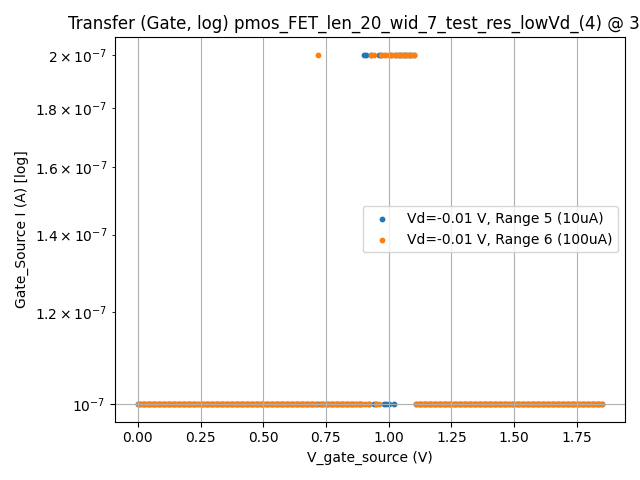 Transfer (Gate, log) pmos_FET_len_20_wid_7_test_res_lowVd_(4) @ 3
Gate_Source I (A) [log]
2 × 10⁻⁷
1.8 × 10⁻⁷
1.6 × 10⁻⁷
1.4 × 10⁻⁷
1.2 × 10⁻⁷
10⁻⁷
Vd=-0.01 V, Range 5 (10uA)
Vd=-0.01 V, Range 6 (100uA)
0.00 0.25 0.50 0.75 1.00 1.25 1.50 1.75
V_gate_source (V)